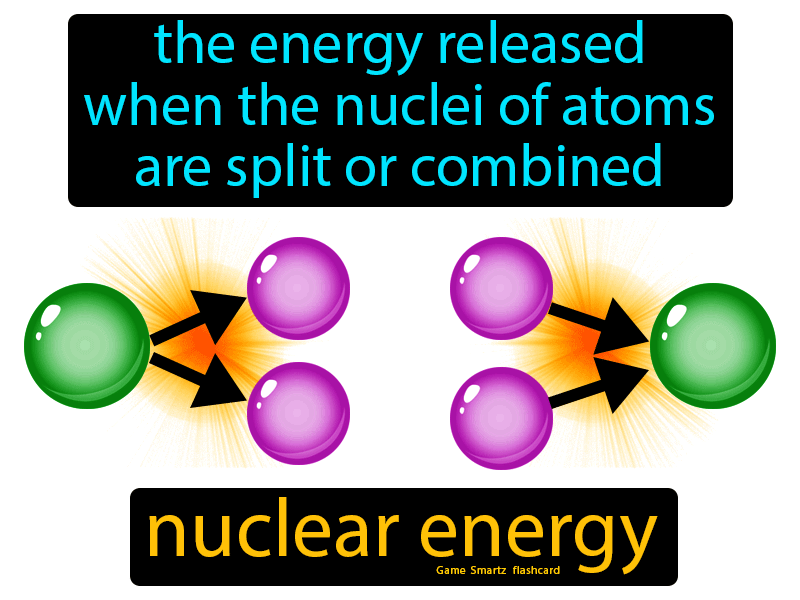 the energy released
when the nuclei of atoms
are split or combined
nuclear energy
Game Smartz flashcard